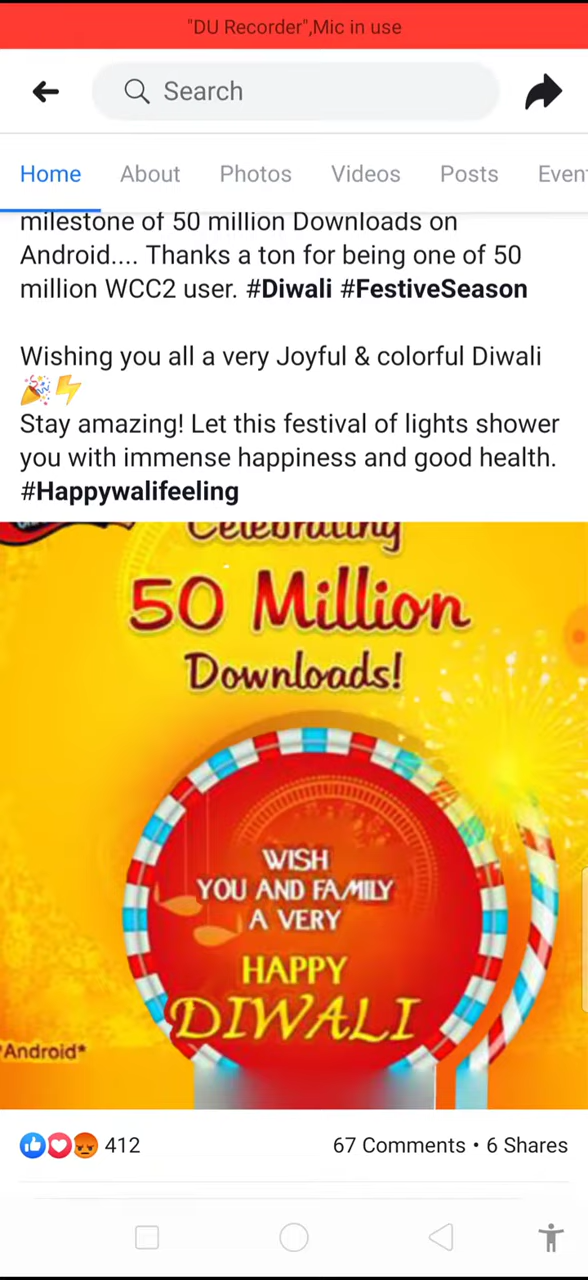 "DU Recorder",Mic in use
Search
Home About Photos Videos Posts Even
milestone of 50 million Downloads on
Android.... Thanks a ton for being one of 50
million WCC2 user. #Diwali #FestiveSeason
Wishing you all a very Joyful & colorful Diwali
🎉⚡
Stay amazing! Let this festival of lights shower
you with immense happiness and good health.
#Happywalifeeling
Celebrating
50 Million
Downloads!
WISH
YOU AND FAMILY
A VERY
HAPPY
DIWALI
*Android*
412 67 Comments • 6 Shares